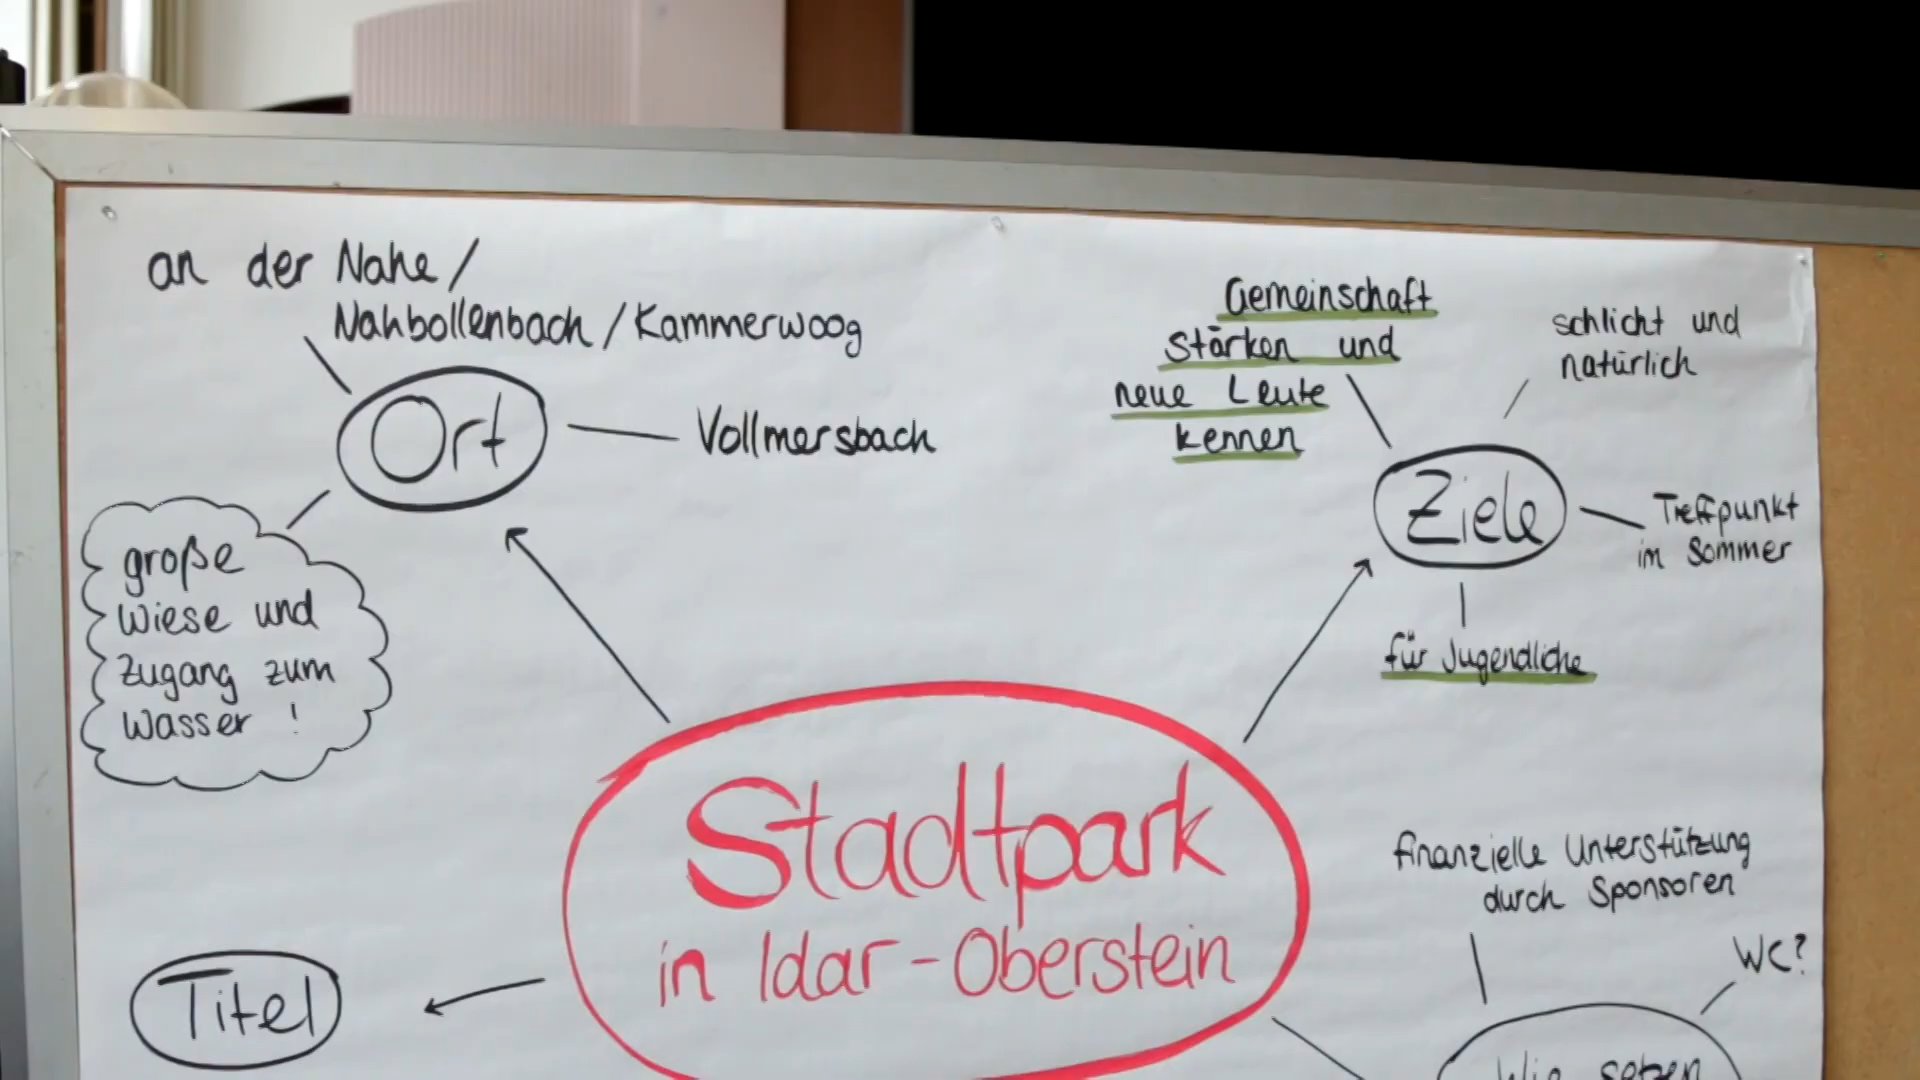 an der Nahe /
Nahbollenbach / Kammerwoog
Ort
Vollmersbach
große
Wiese und
Zugang zum
Wasser !
Gemeinschaft
stärken und
neue Leute
kennen
schlicht und
natürlich
Ziele
Treffpunkt
im Sommer
für Jugendliche
Stadtpark
in Idar-Oberstein
Titel
finanzielle Unterstützung
durch Sponsoren
WC?
Wie setzen